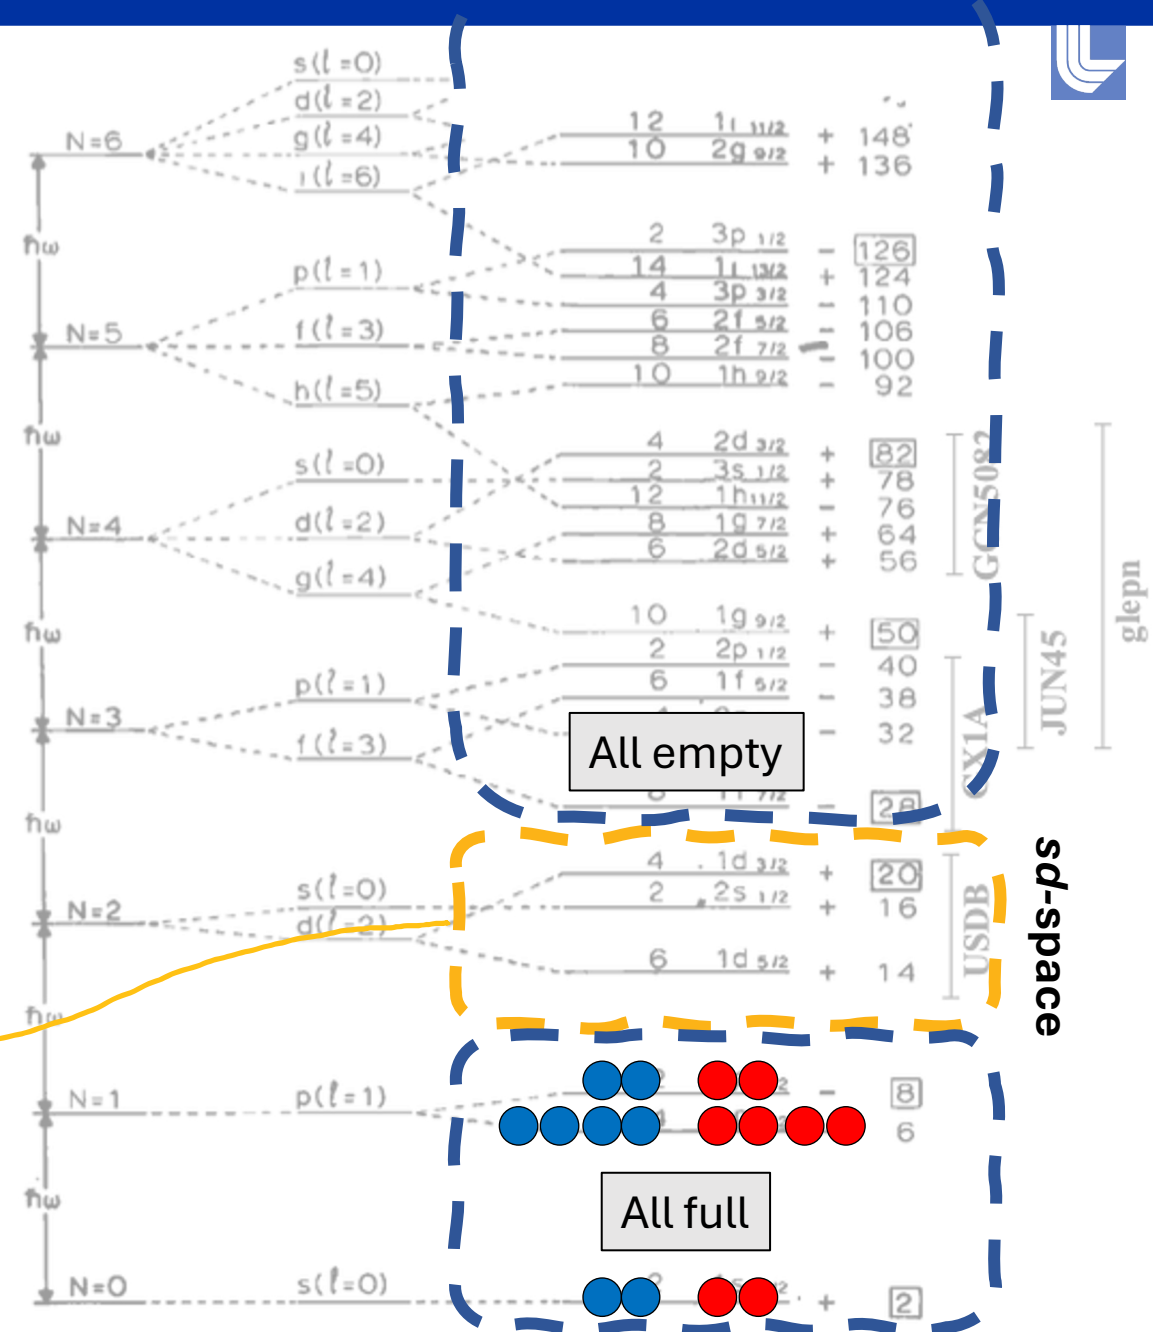 s(l=0)
d(l=2)
N=6
g(l=4)
i(l=6)
12 1i 11/2 + 148
10 2g 9/2 + 136
ħω
2 3p 1/2 − 126
p(l=1)
14 1i 13/2 + 124
4 3p 3/2 − 110
N=5
f(l=3)
6 2f 5/2 − 106
8 2f 7/2 − 100
h(l=5)
10 1h 9/2 − 92
ħω
4 2d 3/2 + 82
s(l=0)
2 3s 1/2 + 78
12 1h 11/2 − 76
N=4
d(l=2)
8 1g 7/2 + 64
6 2d 5/2 + 56
g(l=4)
GCN5082
glepn
ħω
10 1g 9/2 + 50
2 2p 1/2 − 40
p(l=1)
6 1f 5/2 − 38
JUN45
N=3
− 32
f(l=3)
All empty
CX1A
− 28
ħω
4 1d 3/2 + 20
s(l=0)
N=2
2 2s 1/2 + 16
d(l=2)
6 1d 5/2 + 14
USDB
sd-space
ħω
N=1
p(l=1)
− 8
6
All full
ħω
N=0
s(l=0)
+ 2